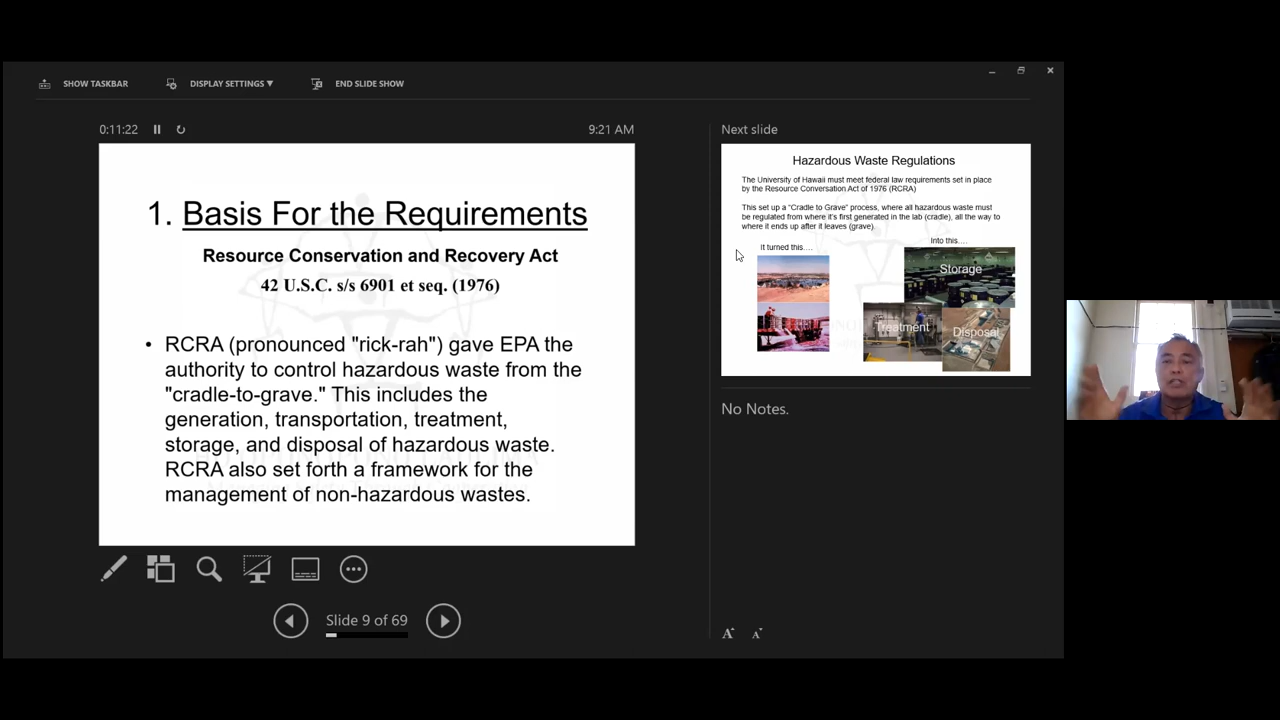 SHOW TASKBAR
DISPLAY SETTINGS ▼
END SLIDE SHOW
0:11:22
9:21 AM
1. Basis For the Requirements
Resource Conservation and Recovery Act
42 U.S.C. s/s 6901 et seq. (1976)
• RCRA (pronounced "rick-rah") gave EPA the
authority to control hazardous waste from the
"cradle-to-grave." This includes the
generation, transportation, treatment,
storage, and disposal of hazardous waste.
RCRA also set forth a framework for the
management of non-hazardous wastes.
Slide 9 of 69
Next slide
Hazardous Waste Regulations
The University of Hawaii must meet federal law requirements set in place
by the Resource Conversation Act of 1976 (RCRA)
This set up a “Cradle to Grave” process, where all hazardous waste must
be regulated from where it’s first generated in the lab (cradle), all the way to
where it ends up after it leaves (grave).
It turned this….
Into this….
Storage
Treatment
Disposal
No Notes.
A
A